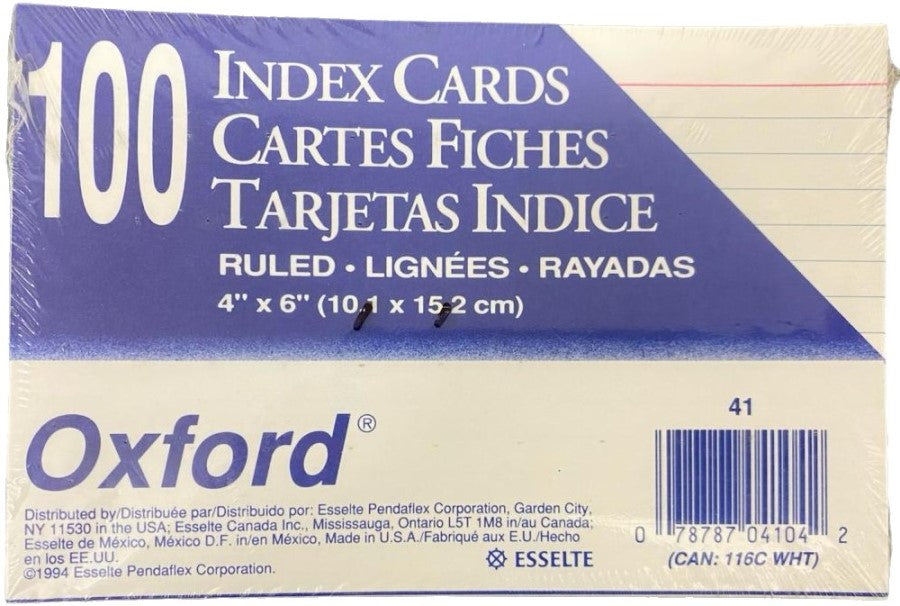 100
INDEX CARDS
CARTES FICHES
TARJETAS INDICE
RULED • LIGNÉES • RAYADAS
4" x 6" (10.1 x 15.2 cm)
Oxford®
Distributed by/Distribuée par/Distribuido por: Esselte Pendaflex Corporation, Garden City,
NY 11530 in the USA; Esselte Canada Inc., Mississauga, Ontario L5T 1M8 in/au Canada;
Esselte de México, México D.F. in/en México, Made in U.S.A./Fabriqué aux E.U./Hecho
en los EE.UU.
©1994 Esselte Pendaflex Corporation.
ESSELTE
41
0 78787 04104 2
(CAN: 116C WHT)